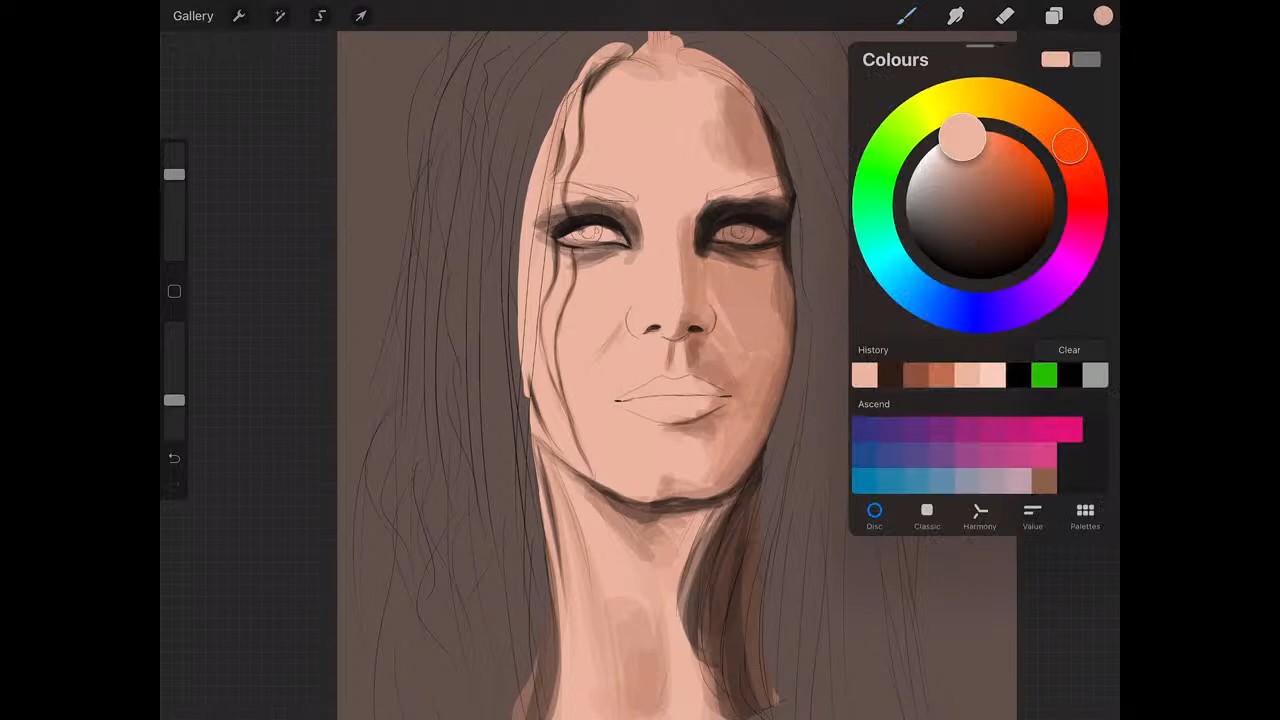 Gallery
Colours
History
Clear
Ascend
Disc
Classic
Harmony
Value
Palettes